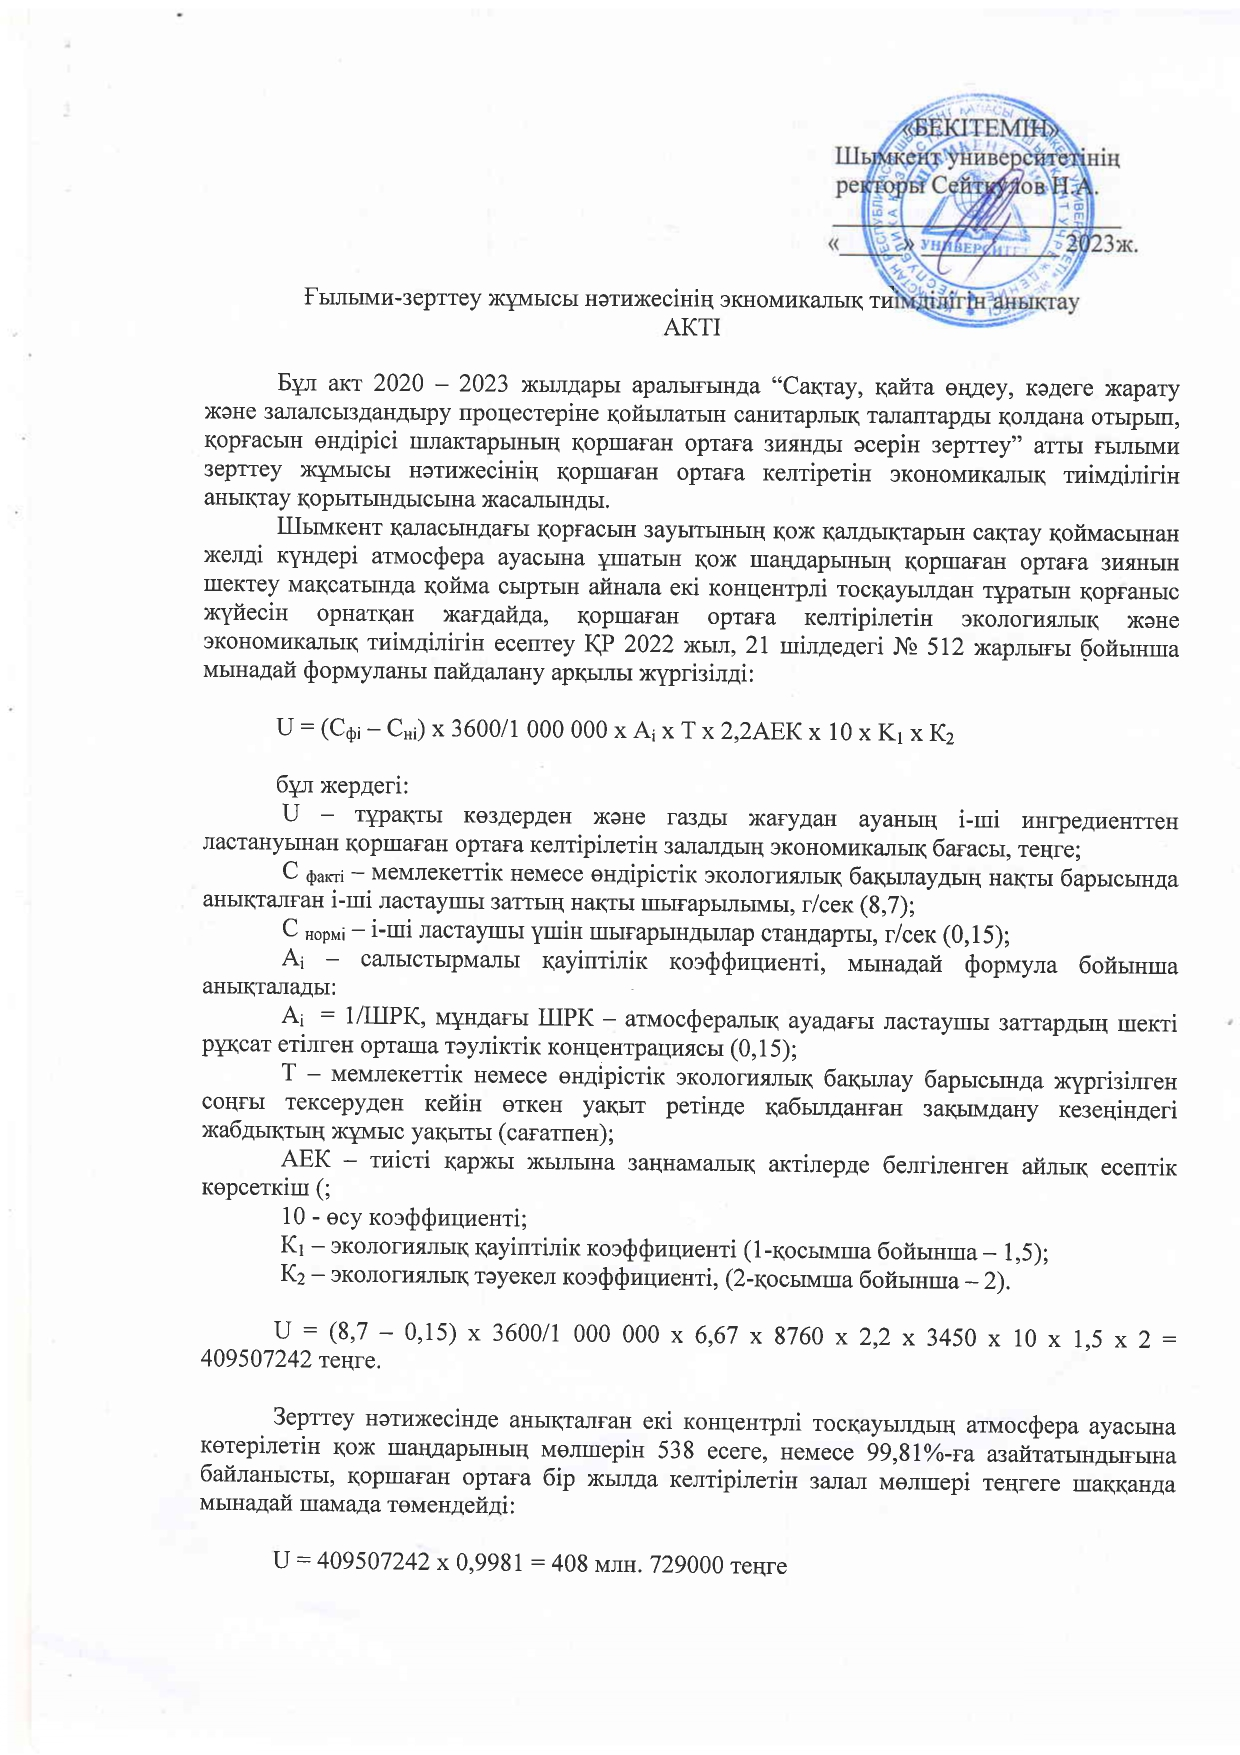 «БЕКІТЕМІН»
Шымкент университетінің
ректоры Сейткулов Н.А.
«_____» _____________ 2023ж.
Ғылыми-зерттеу жұмысы нәтижесінің экномикалық тиімділігін анықтау
АКТІ
Бұл акт 2020 – 2023 жылдары аралығында “Сақтау, қайта өңдеу, кәдеге жарату
және залалсыздандыру процестеріне қойылатын санитарлық талаптарды қолдана отырып,
қорғасын өндірісі шлактарының қоршаған ортаға зиянды әсерін зерттеу” атты ғылыми
зерттеу жұмысы нәтижесінің қоршаған ортаға келтіретін экономикалық тиімділігін
анықтау қорытындысына жасалынды.
Шымкент қаласындағы қорғасын зауытының қож қалдықтарын сақтау қоймасынан
желді күндері атмосфера ауасына ұшатын қож шаңдарының қоршаған ортаға зиянын
шектеу мақсатында қойма сыртын айнала екі концентрлі тосқауылдан тұратын қорғаныс
жүйесін орнатқан жағдайда, қоршаған ортаға келтірілетін экологиялық және
экономикалық тиімділігін есептеу ҚР 2022 жыл, 21 шілдедегі № 512 жарлығы бойынша
мынадай формуланы пайдалану арқылы жүргізілді:
U = (Сфі – Сні) х 3600/1 000 000 х Аі х Т х 2,2АЕК х 10 х К1 х К2
бұл жердегі:
U – тұрақты көздерден және газды жағудан ауаның і-ші ингредиенттен
ластануынан қоршаған ортаға келтірілетін залалдың экономикалық бағасы, теңге;
С факті – мемлекеттік немесе өндірістік экологиялық бақылаудың нақты барысында
анықталған і-ші ластаушы заттың нақты шығарылымы, г/сек (8,7);
С нормі – і-ші ластаушы үшін шығарындылар стандарты, г/сек (0,15);
Аі – салыстырмалы қауіптілік коэффициенті, мынадай формула бойынша
анықталады:
Аі = 1/ШРК, мұндағы ШРК – атмосфералық ауадағы ластаушы заттардың шекті
рұқсат етілген орташа тәуліктік концентрациясы (0,15);
Т – мемлекеттік немесе өндірістік экологиялық бақылау барысында жүргізілген
соңғы тексеруден кейін өткен уақыт ретінде қабылданған зақымдану кезеңіндегі
жабдықтың жұмыс уақыты (сағатпен);
АЕК – тиісті қаржы жылына заңнамалық актілерде белгіленген айлық есептік
көрсеткіш (;
10 - өсу коэффициенті;
К1 – экологиялық қауіптілік коэффициенті (1-қосымша бойынша – 1,5);
К2 – экологиялық тәуекел коэффициенті, (2-қосымша бойынша – 2).
U = (8,7 – 0,15) х 3600/1 000 000 х 6,67 х 8760 х 2,2 х 3450 х 10 х 1,5 х 2 =
409507242 теңге.
Зерттеу нәтижесінде анықталған екі концентрлі тосқауылдың атмосфера ауасына
көтерілетін қож шаңдарының мөлшерін 538 есеге, немесе 99,81%-ға азайтатындығына
байланысты, қоршаған ортаға бір жылда келтірілетін залал мөлшері теңгеге шаққанда
мынадай шамада төмендейді:
U = 409507242 х 0,9981 = 408 млн. 729000 теңге